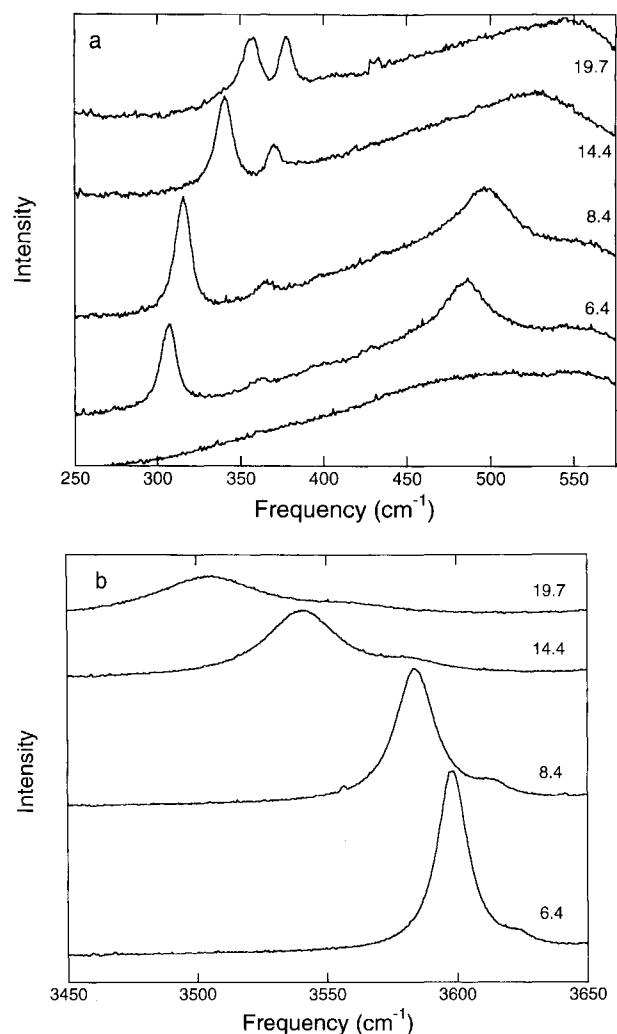 a
19.7
14.4
8.4
6.4
Intensity
250 300 350 400 450 500 550
Frequency (cm-1)
b
19.7
14.4
8.4
6.4
Intensity
3450 3500 3550 3600 3650
Frequency (cm-1)